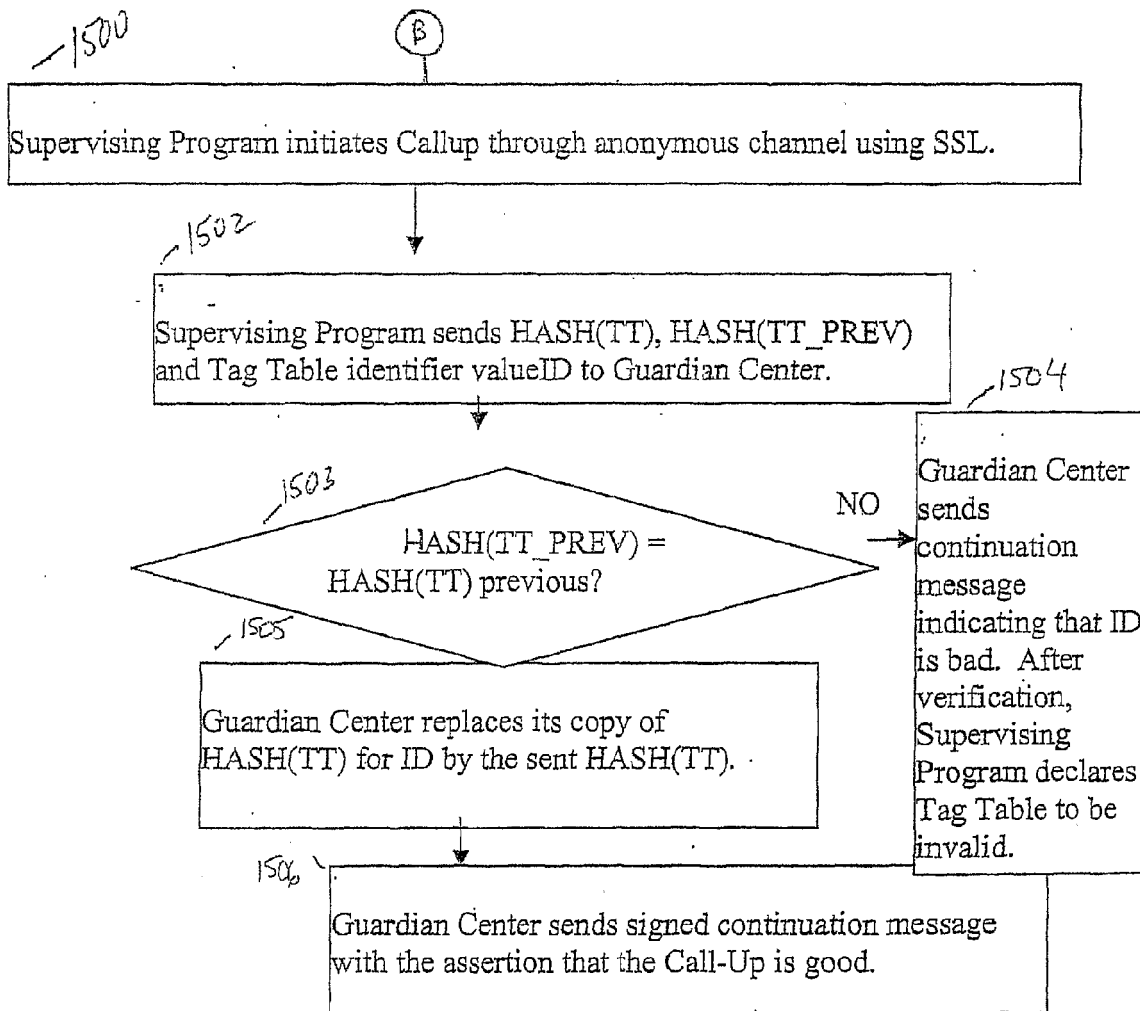 1500
B
Supervising Program initiates Callup through anonymous channel using SSL.
1502
Supervising Program sends HASH(TT), HASH(TT_PREV)
and Tag Table identifier valueID to Guardian Center.
1503
HASH(TT_PREV) =
HASH(TT) previous?
NO
1504
Guardian Center
sends
continuation
message
indicating that ID
is bad. After
verification,
Supervising
Program declares
Tag Table to be
invalid.
1505
Guardian Center replaces its copy of
HASH(TT) for ID by the sent HASH(TT).
1506
Guardian Center sends signed continuation message
with the assertion that the Call-Up is good.